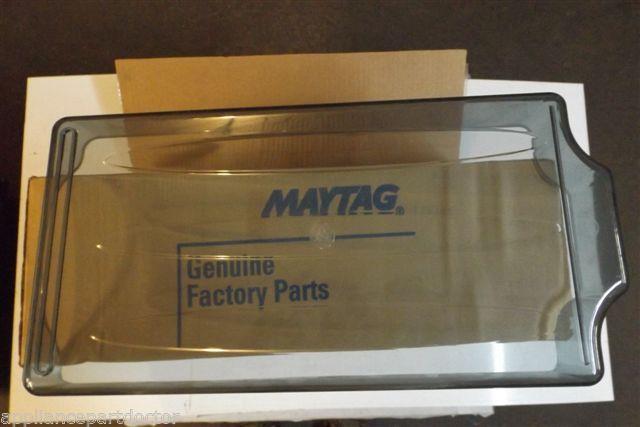 MAYTAG®
Genuine
Factory Parts
appliancepartdoctor